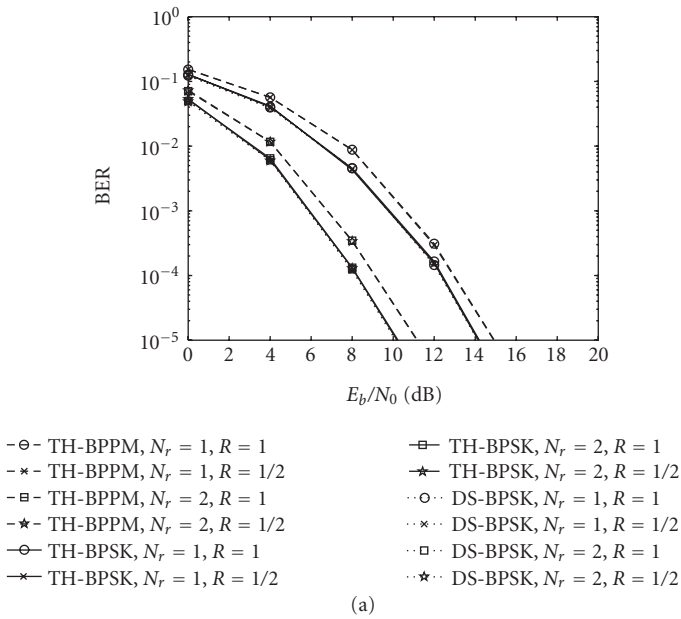 10^0
10^-1
10^-2
10^-3
10^-4
10^-5
BER
0 2 4 6 8 10 12 14 16 18 20
E_b/N_0 (dB)
TH-BPPM, N_r = 1, R = 1
TH-BPPM, N_r = 1, R = 1/2
TH-BPPM, N_r = 2, R = 1
TH-BPPM, N_r = 2, R = 1/2
TH-BPSK, N_r = 1, R = 1
TH-BPSK, N_r = 1, R = 1/2
TH-BPSK, N_r = 2, R = 1
TH-BPSK, N_r = 2, R = 1/2
DS-BPSK, N_r = 1, R = 1
DS-BPSK, N_r = 1, R = 1/2
DS-BPSK, N_r = 2, R = 1
DS-BPSK, N_r = 2, R = 1/2
(a)